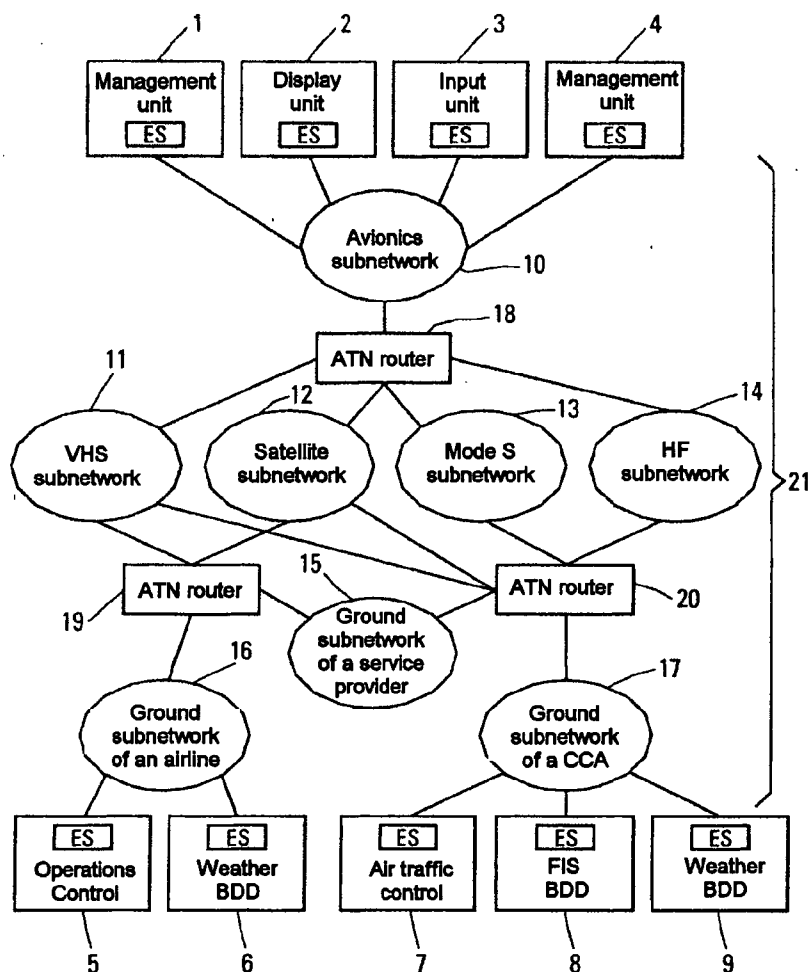 1 2 3 4
Management unit
ES
Display unit
ES
Input unit
ES
Management unit
ES
Avionics subnetwork
10
18
ATN router
11
12
13
14
VHS subnetwork
Satellite subnetwork
Mode S subnetwork
HF subnetwork
21
15
ATN router
19
ATN router
20
Ground subnetwork of a service provider
16
17
Ground subnetwork of an airline
Ground subnetwork of a CCA
ES
Operations Control
ES
Weather BDD
ES
Air traffic control
ES
FIS BDD
ES
Weather BDD
5 6 7 8 9